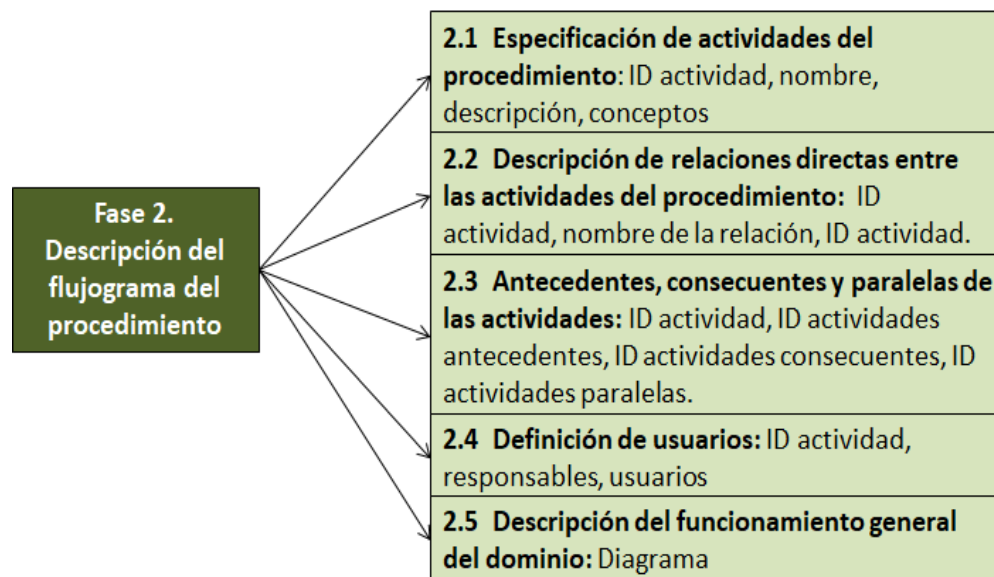 Fase 2.
Descripción del
flujograma del
procedimiento
2.1 Especificación de actividades del
procedimiento: ID actividad, nombre,
descripción, conceptos
2.2 Descripción de relaciones directas entre
las actividades del procedimiento: ID
actividad, nombre de la relación, ID actividad.
2.3 Antecedentes, consecuentes y paralelas de
las actividades: ID actividad, ID actividades
antecedentes, ID actividades consecuentes, ID
actividades paralelas.
2.4 Definición de usuarios: ID actividad,
responsables, usuarios
2.5 Descripción del funcionamiento general
del dominio: Diagrama